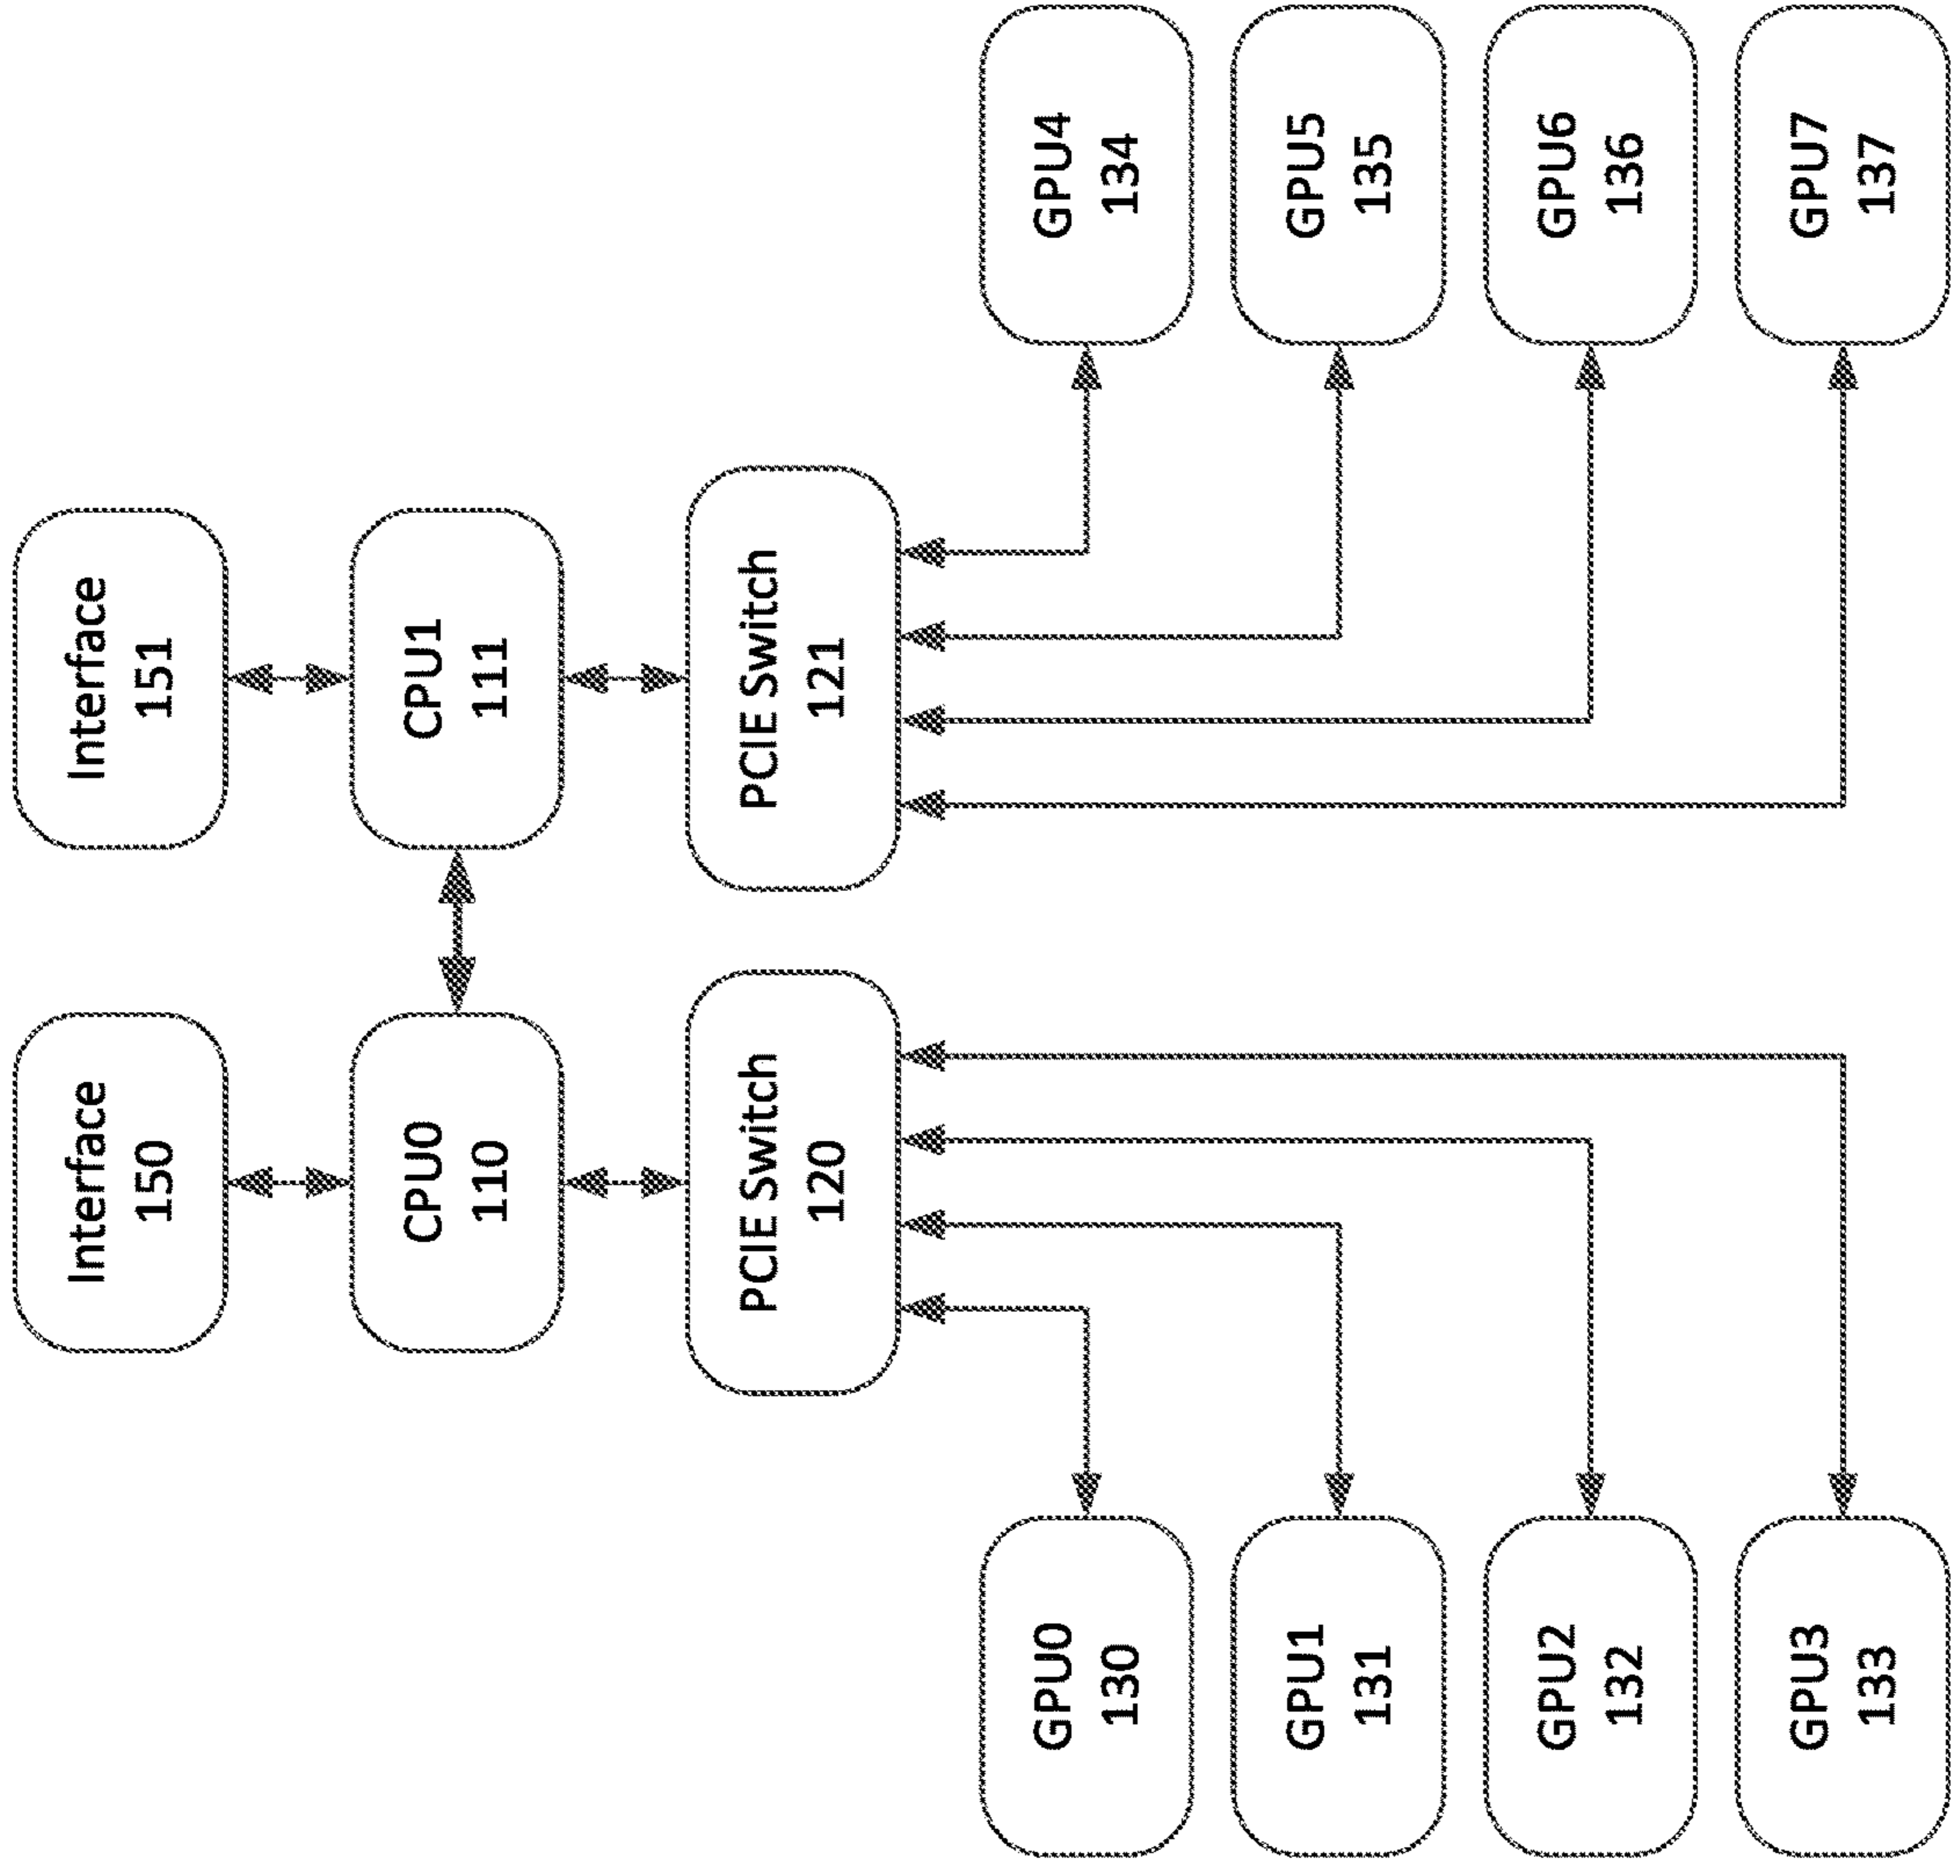 Interface
150
Interface
151
CPU0
110
CPU1
111
PCIE Switch
120
PCIE Switch
121
GPU0
130
GPU4
134
GPU1
131
GPU5
135
GPU2
132
GPU6
136
GPU3
133
GPU7
137